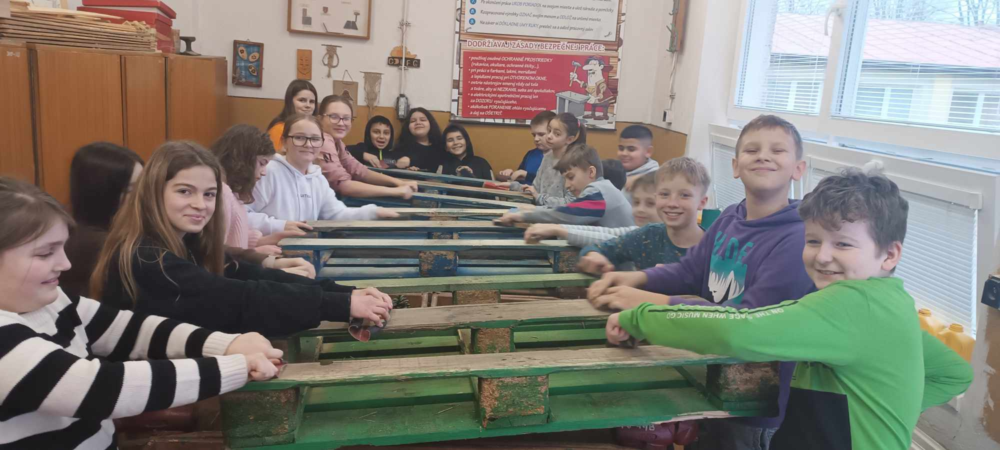 7. Po skončení práce UROB PORIADOK na svojom mieste a ulož náradie a pomôcky
8. Rozpracované výrobky OZNAČ svojím menom a ODLOŽ na určené miesto
9. Na záver si DÔKLADNE UMY RUKY, prezleč sa a odlož pracovný odev
DODRŽIAVAJ ZÁSADY BEZPEČNEJ PRÁCE:
• používaj osobné OCHRANNÉ PROSTRIEDKY
(rukavice, okuliare, ochranné štíty...),
• pri práci s farbami, lakmi, moridlami
a lepidlami pracuj pri OTVORENOM OKNE,
• ostrie nástrojov smeruj vždy od tela
a tváre, aby si NEZRANIL seba ani spolužiakov,
• s elektrickými spotrebičmi pracuj len
za DOZORU vyučujúceho,
• akékoľvek PORANENIE ohlás vyučujúcemu
a daj sa OŠETRIŤ.
ON THE STAGE WHEN MUSIC GO